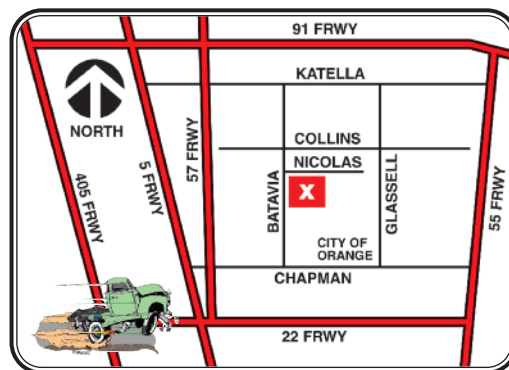 91 FRWY
KATELLA
NORTH
COLLINS
NICOLAS
X
405 FRWY
5 FRWY
57 FRWY
BATAVIA
GLASSELL
55 FRWY
CITY OF
ORANGE
CHAPMAN
22 FRWY